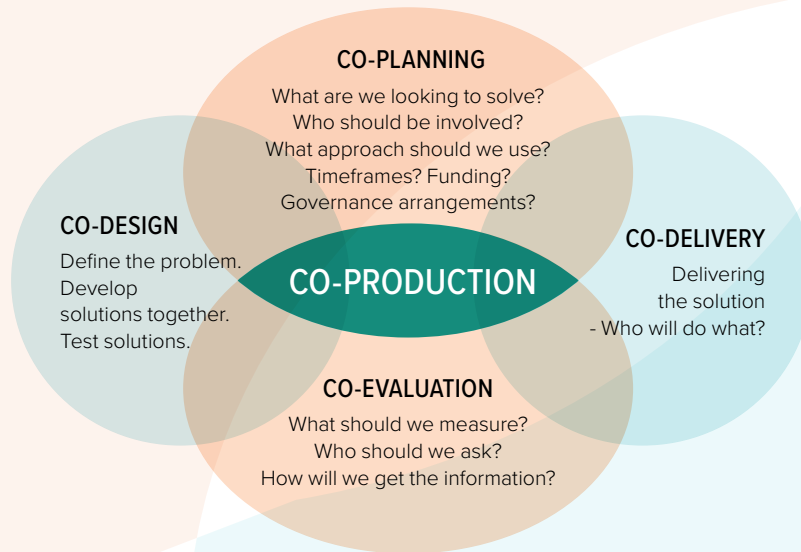 CO-PLANNING
What are we looking to solve?
Who should be involved?
What approach should we use?
Timeframes? Funding?
Governance arrangements?
CO-DESIGN
Define the problem.
Develop
solutions together.
Test solutions.
CO-PRODUCTION
CO-DELIVERY
Delivering
the solution
- Who will do what?
CO-EVALUATION
What should we measure?
Who should we ask?
How will we get the information?